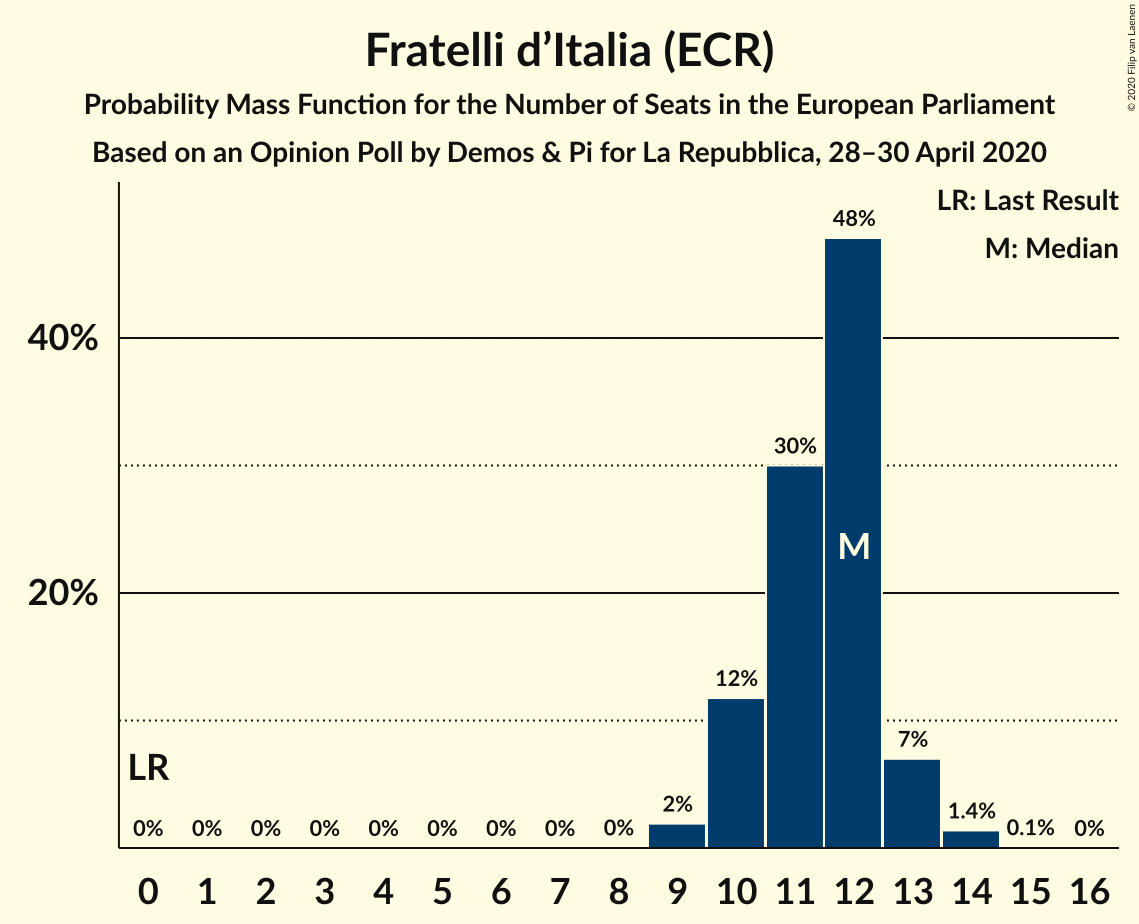 Fratelli d’Italia (ECR)
Probability Mass Function for the Number of Seats in the European Parliament
Based on an Opinion Poll by Demos & Pi for La Repubblica, 28–30 April 2020
© 2020 Filip van Laenen
LR: Last Result
M: Median
48%
40%
30%
M
20%
12%
7%
LR
2%
1.4%
0% 0% 0% 0% 0% 0% 0% 0% 0% 0.1% 0%
0 1 2 3 4 5 6 7 8 9 10 11 12 13 14 15 16